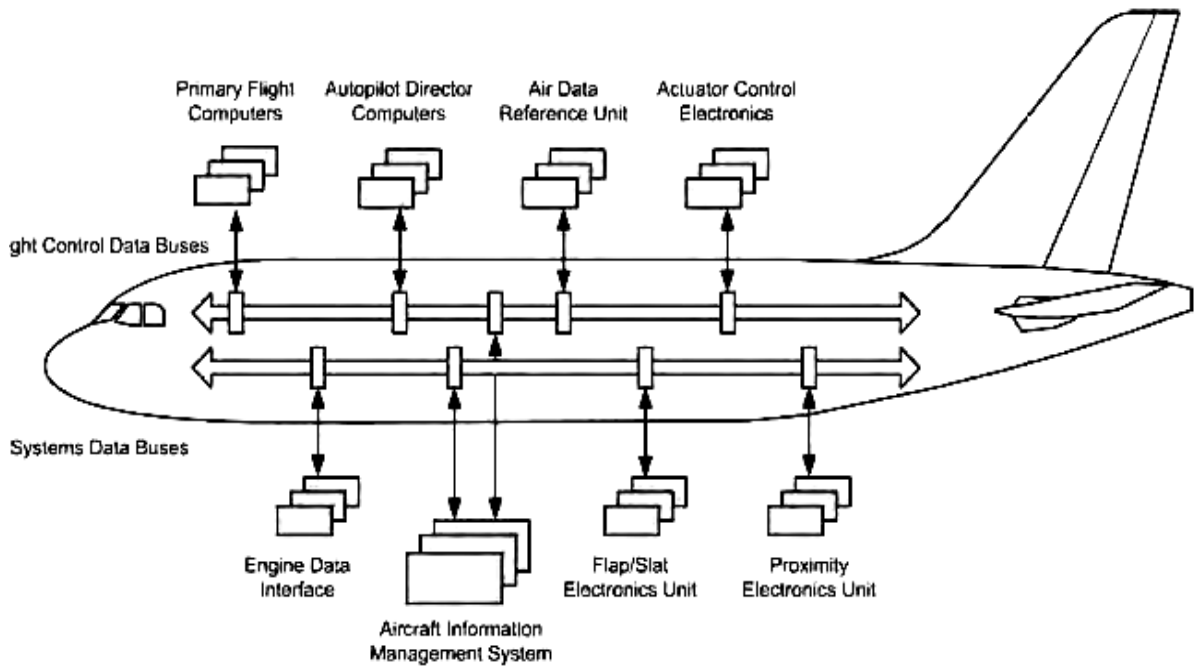 Primary Flight
Computers
Autopilot Director
Computers
Air Data
Reference Unit
Actuator Control
Electronics
ght Control Data Buses
Systems Data Buses
Engine Data
Interface
Aircraft Information
Management System
Flap/Slat
Electronics Unit
Proximity
Electronics Unit